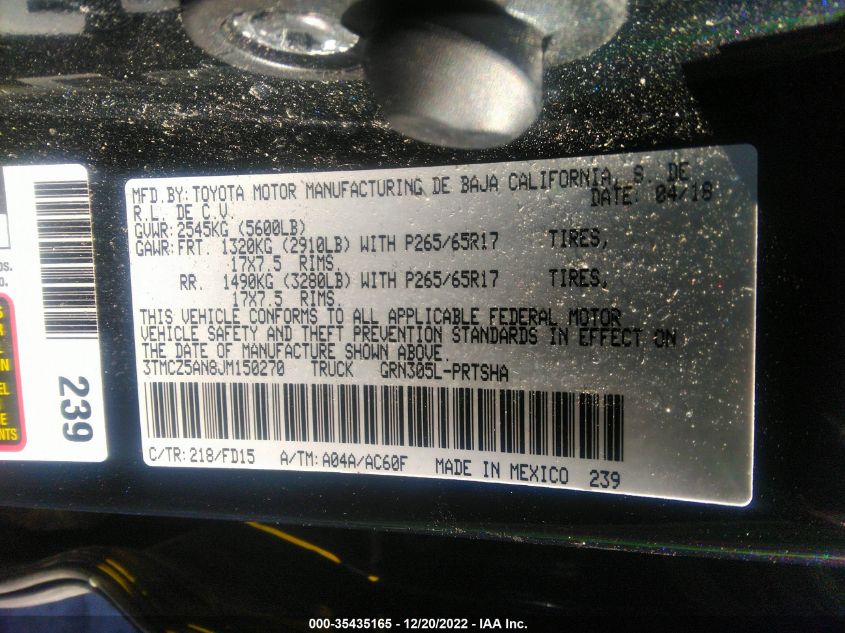 MFD.BY: TOYOTA MOTOR MANUFACTURING DE BAJA CALIFORNIA, S. DE
R.L. DE C.V.
DATE: 04/18
GVWR:2545KG (5600LB)
GAWR:FRT. 1320KG (2910LB) WITH P265/65R17 TIRES,
17X7.5 RIMS.
RR. 1490KG (3280LB) WITH P265/65R17 TIRES,
17X7.5 RIMS.
THIS VEHICLE CONFORMS TO ALL APPLICABLE FEDERAL MOTOR
VEHICLE SAFETY AND THEFT PREVENTION STANDARDS IN EFFECT ON
THE DATE OF MANUFACTURE SHOWN ABOVE.
3TMCZ5AN8JM150270 TRUCK GRN305L-PRTSHA
C/TR: 218/FD15 A/TM: A04A/AC60F MADE IN MEXICO 239
239
000-35435165 - 12/20/2022 - IAA Inc.